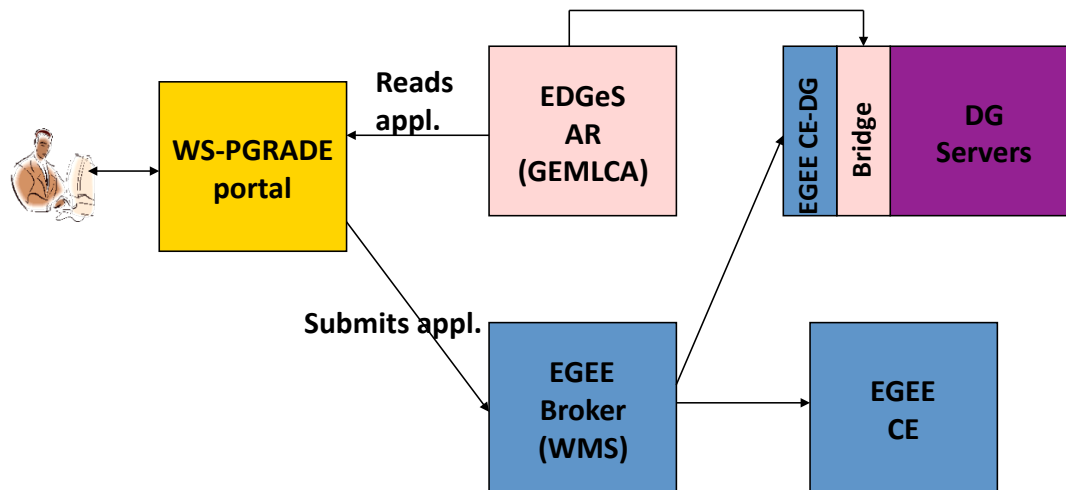 Reads
appl.
WS-PGRADE
portal
EDGeS
AR
(GEMLCA)
EGEE CE-DG
Bridge
DG
Servers
Submits appl.
EGEE
Broker
(WMS)
EGEE
CE